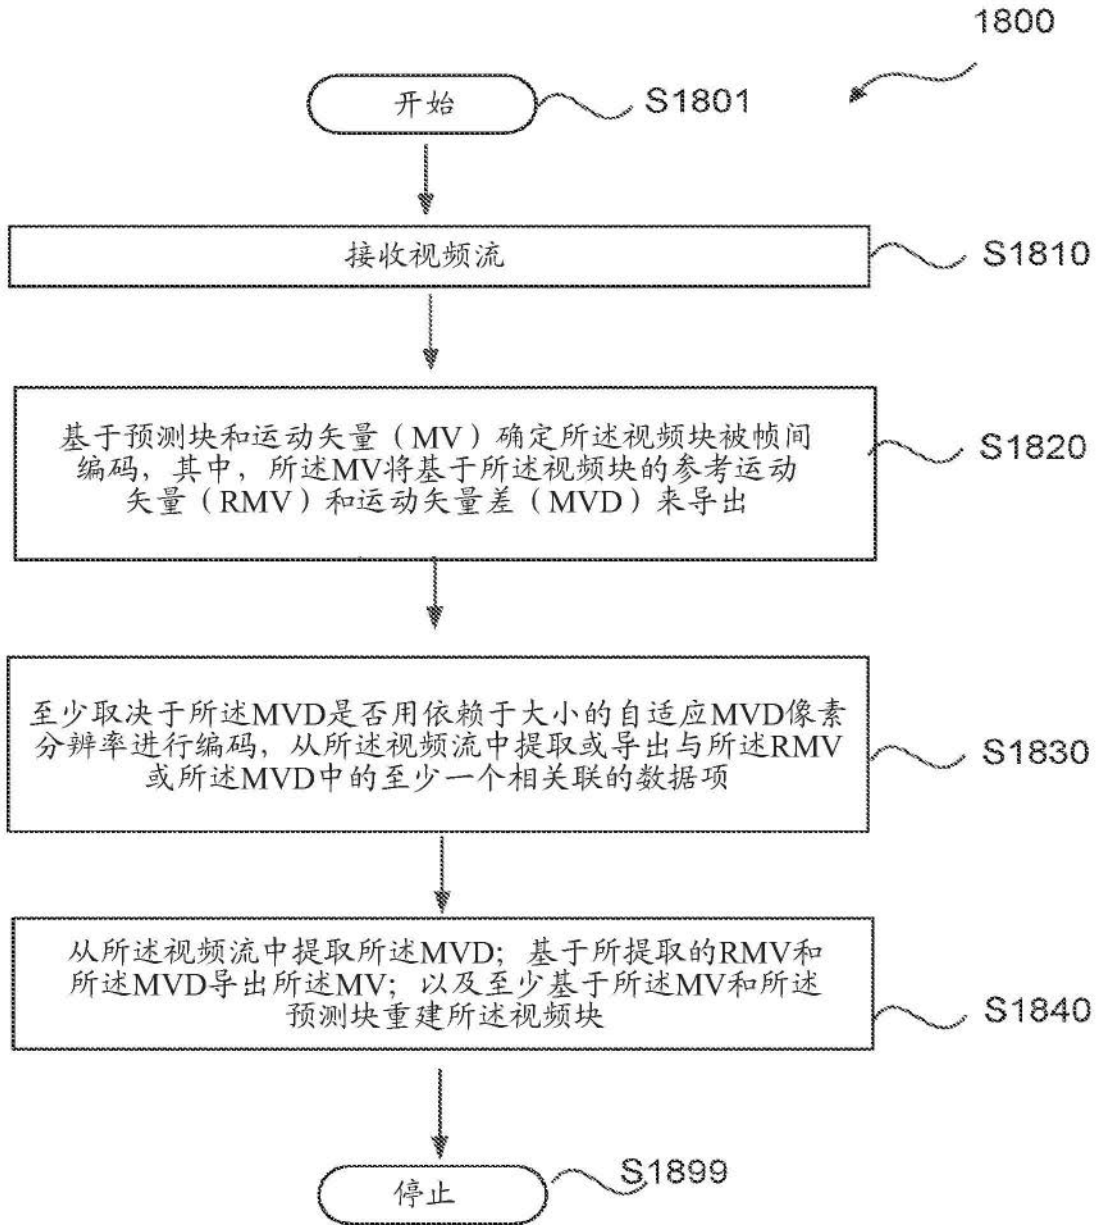 1800
开始
S1801
接收视频流
S1810
基于预测块和运动矢量（MV）确定所述视频块被帧间
编码，其中，所述MV将基于所述视频块的参考运动
矢量（RMV）和运动矢量差（MVD）来导出
S1820
至少取决于所述MVD是否用依赖于大小的自适应MVD像素
分辨率进行编码，从所述视频流中提取或导出与所述RMV
或所述MVD中的至少一个相关联的数据项
S1830
从所述视频流中提取所述MVD；基于所提取的RMV和
所述MVD导出所述MV；以及至少基于所述MV和所述
预测块重建所述视频块
S1840
停止
S1899